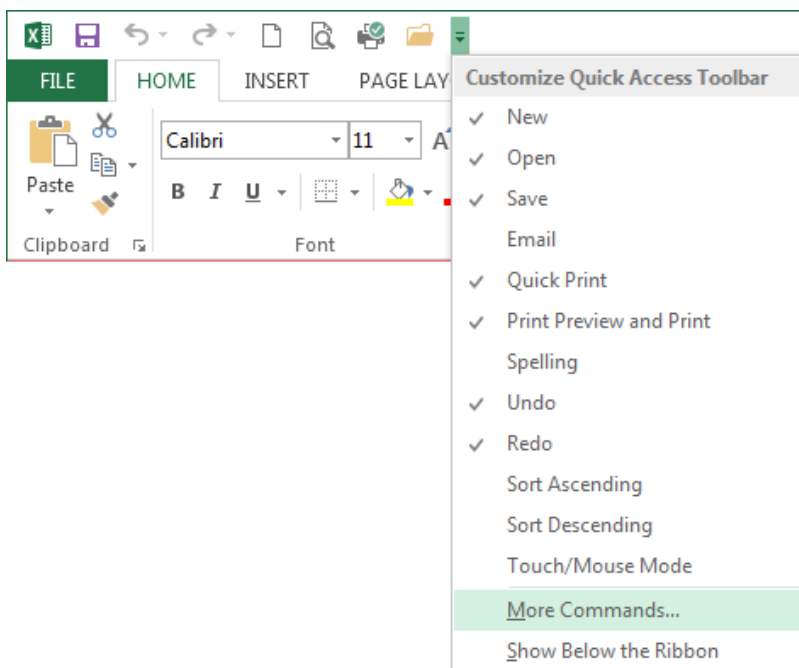 FILE HOME INSERT PAGE LAY
Calibri 11 A
Paste
B I U
Clipboard Font
Customize Quick Access Toolbar
New
Open
Save
Email
Quick Print
Print Preview and Print
Spelling
Undo
Redo
Sort Ascending
Sort Descending
Touch/Mouse Mode
More Commands...
Show Below the Ribbon